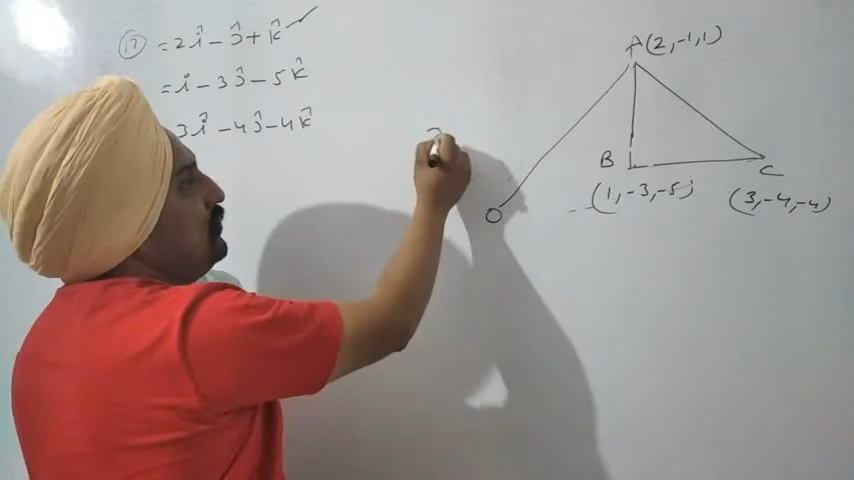 (17) = 2î - ĵ + k̂ ✓
= î - 3ĵ - 5k̂
3î - 4ĵ - 4k̂
A(2,-1,1)
B
C
(1,-3,-5)
(3,-4,-4)
O